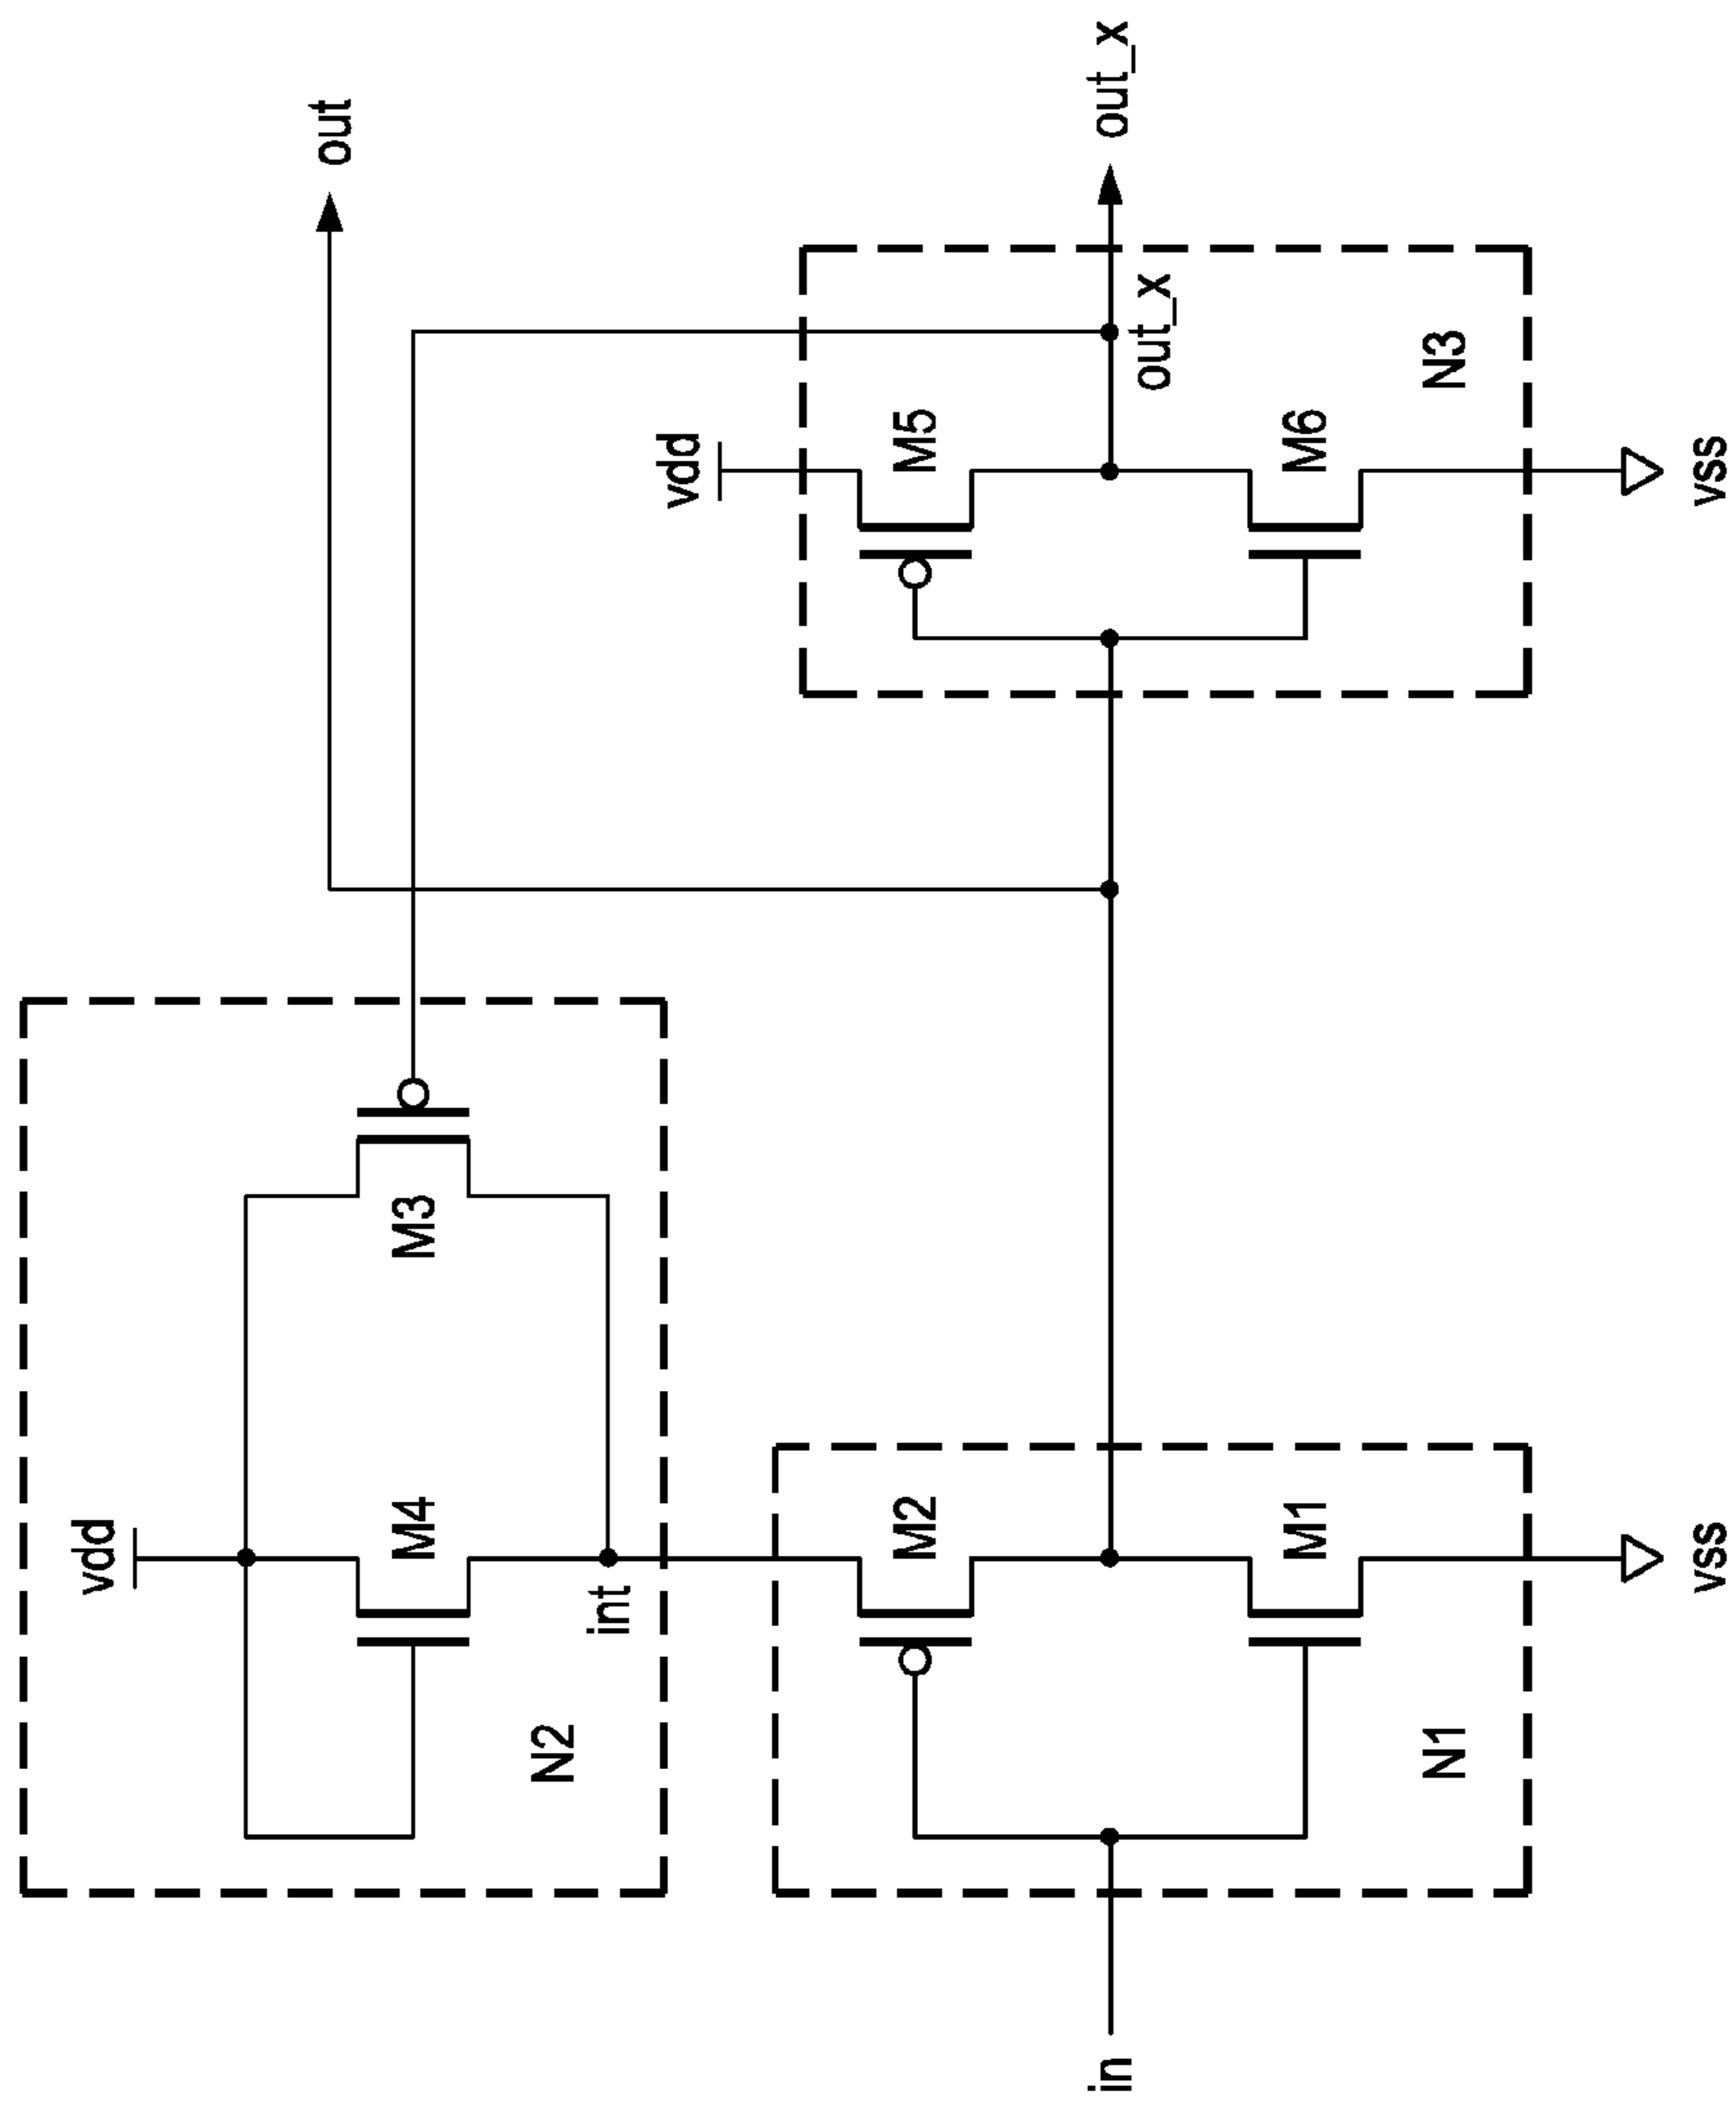 vdd
M4
M3
N2
int
out
vdd
M2
M5
out_x
out_x
in
M1
M6
N1
N3
vss
vss